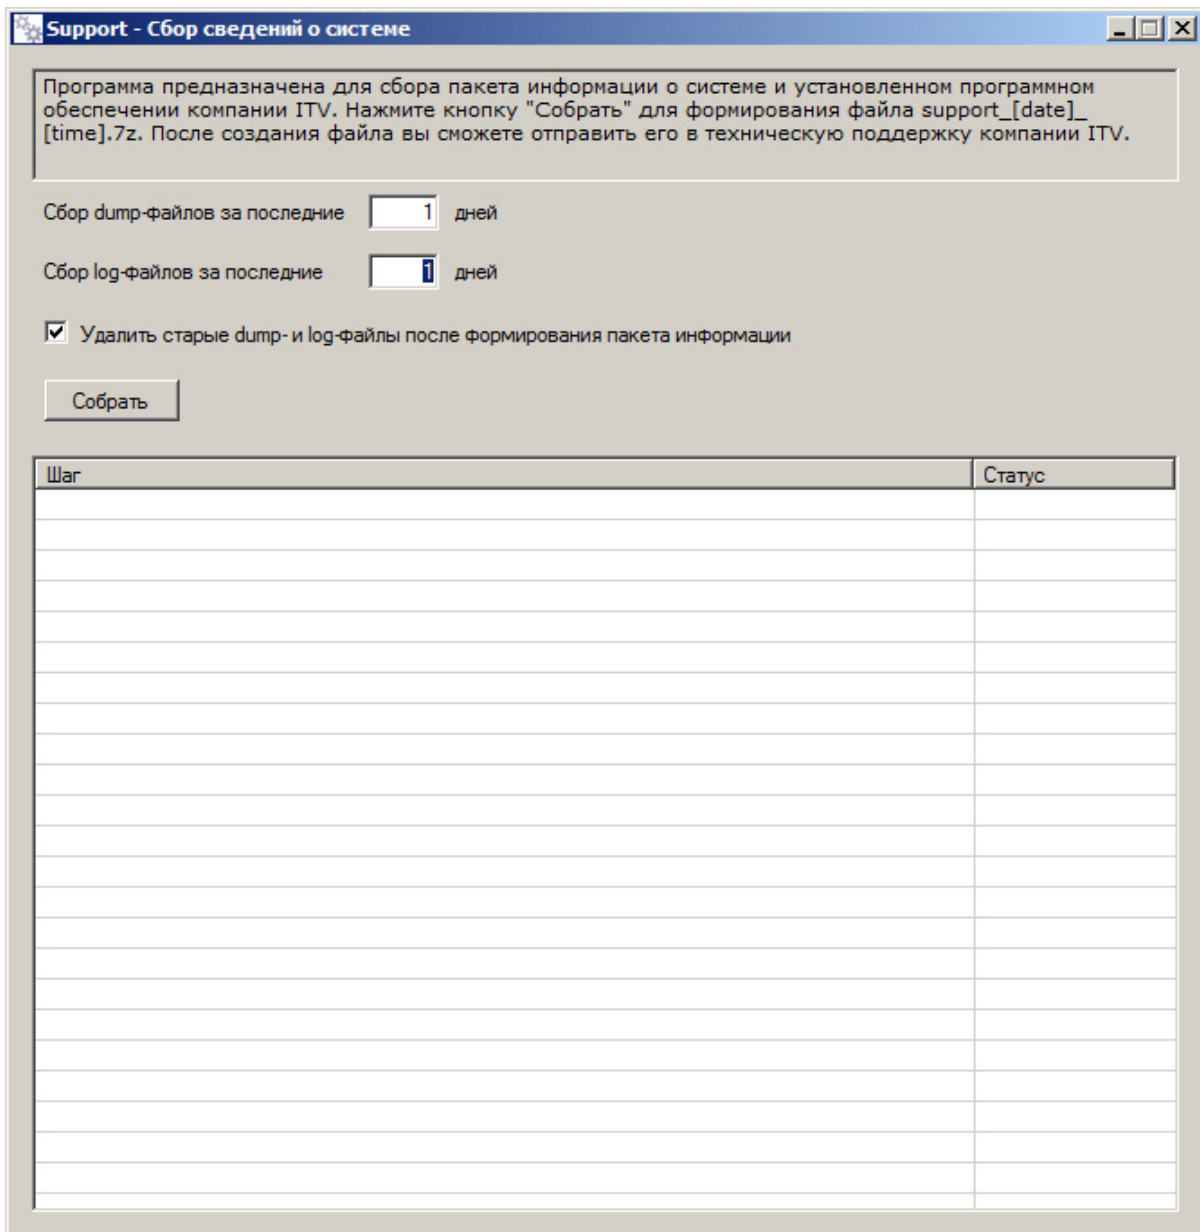 Support - Сбор сведений о системе
Программа предназначена для сбора пакета информации о системе и установленном программном
обеспечении компании ITV. Нажмите кнопку "Собрать" для формирования файла support_[date]_
[time].7z. После создания файла вы сможете отправить его в техническую поддержку компании ITV.
Сбор dump-файлов за последние 1 дней
Сбор log-файлов за последние 1 дней
Удалить старые dump- и log-файлы после формирования пакета информации
Собрать
Шаг Статус